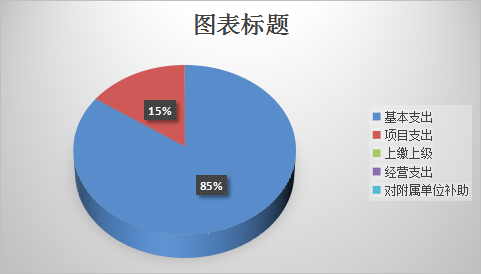 图表标题
15%
85%
基本支出
项目支出
上缴上级
经营支出
对附属单位补助